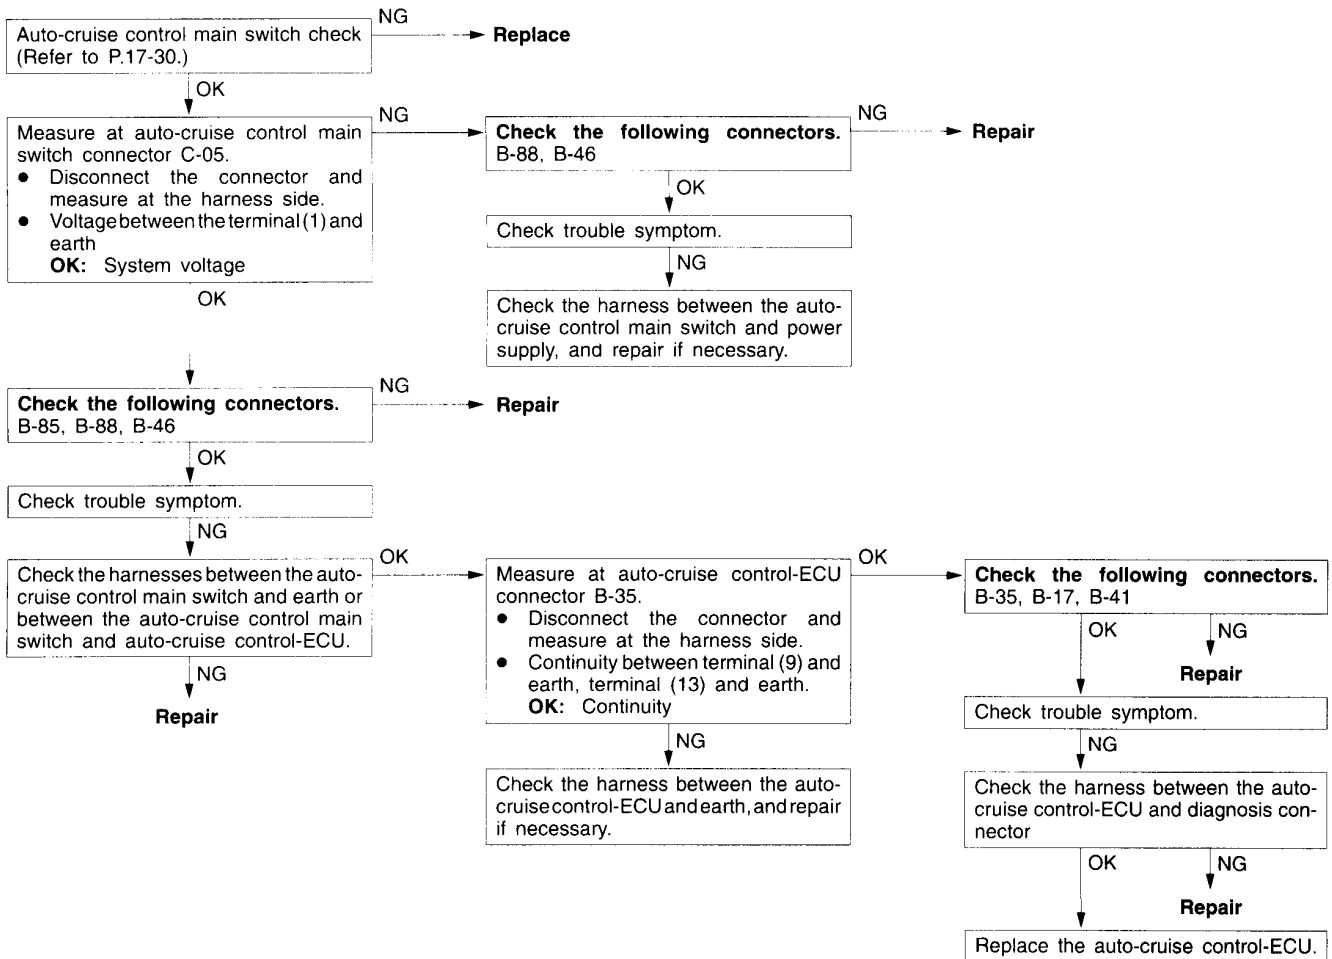 Auto-cruise control main switch check
(Refer to P.17-30.)
NG
Replace
OK
Measure at auto-cruise control main
switch connector C-05.
● Disconnect the connector and
measure at the harness side.
● Voltage between the terminal (1) and
earth
OK: System voltage
NG
Check the following connectors.
B-88, B-46
NG
Repair
OK
Check trouble symptom.
NG
Check the harness between the auto-
cruise control main switch and power
supply, and repair if necessary.
OK
Check the following connectors.
B-85, B-88, B-46
NG
Repair
OK
Check trouble symptom.
NG
Check the harnesses between the auto-
cruise control main switch and earth or
between the auto-cruise control main
switch and auto-cruise control-ECU.
NG
Repair
OK
Measure at auto-cruise control-ECU
connector B-35.
● Disconnect the connector and
measure at the harness side.
● Continuity between terminal (9) and
earth, terminal (13) and earth.
OK: Continuity
NG
Check the harness between the auto-
cruise control-ECU and earth, and repair
if necessary.
OK
Check the following connectors.
B-35, B-17, B-41
OK
NG
Repair
Check trouble symptom.
NG
Check the harness between the auto-
cruise control-ECU and diagnosis con-
nector
OK
NG
Repair
Replace the auto-cruise control-ECU.